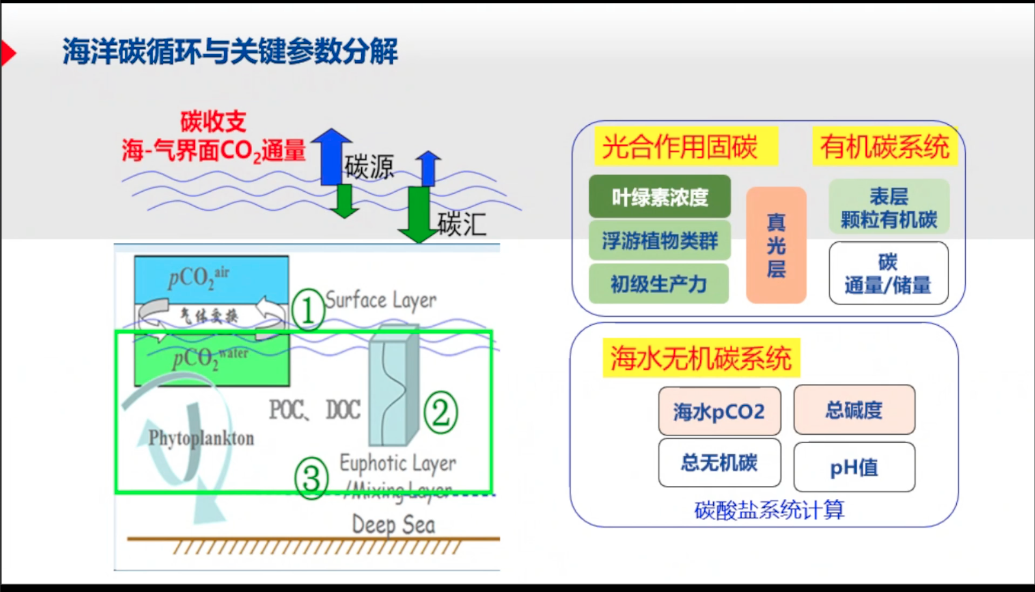 海洋碳循环与关键参数分解
碳收支
海-气界面CO₂通量
碳源
碳汇
pCO₂air
气体交换
pCO₂water
① Surface Layer
POC、DOC
②
Phytoplankton
③ Euphotic Layer
/Mixing Layer
Deep Sea
光合作用固碳
叶绿素浓度
浮游植物类群
初级生产力
真
光
层
有机碳系统
表层
颗粒有机碳
碳
通量/储量
海水无机碳系统
海水pCO2
总碱度
总无机碳
pH值
碳酸盐系统计算